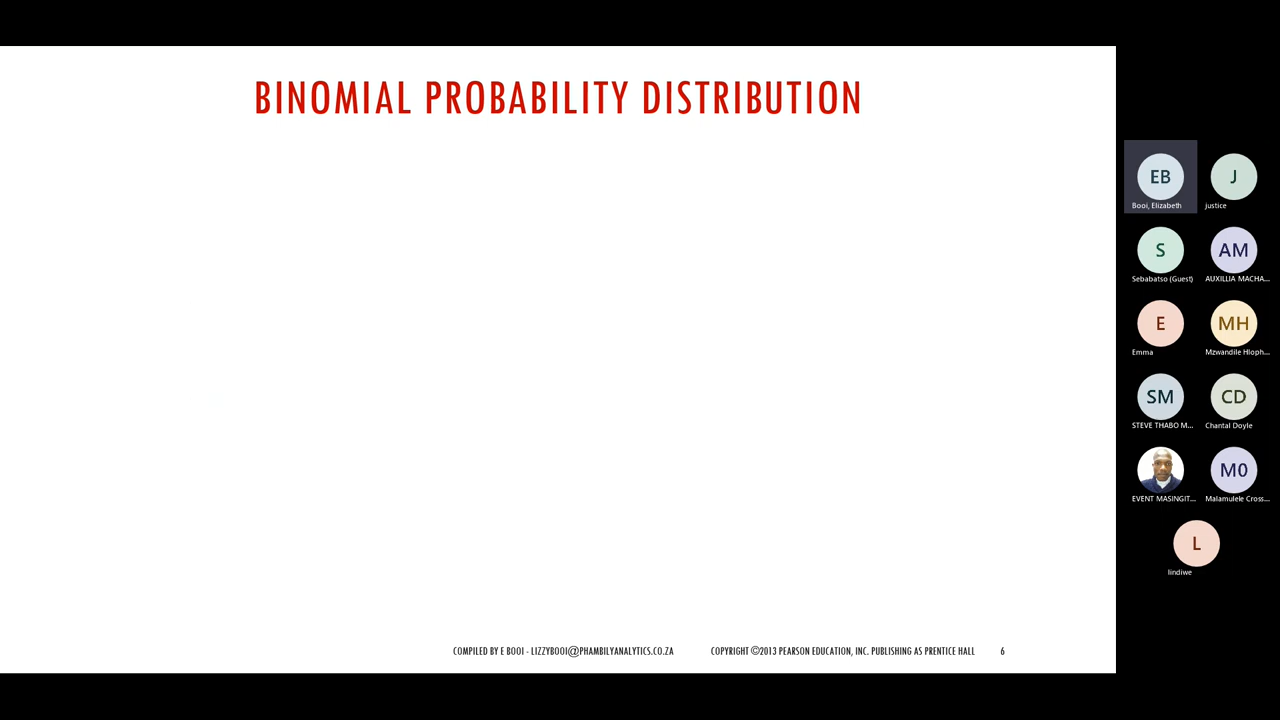 BINOMIAL PROBABILITY DISTRIBUTION
EB
Booi, Elizabeth
J
justice
S
Sebabatso (Guest)
AM
AUXILLIA MACHA...
E
Emma
MH
Mzwandile Hloph...
SM
STEVE THABO M...
CD
Chantal Doyle
EVENT MASINGIT...
M0
Malamulele Cross...
L
lindiwe
COMPILED BY E BOOI - LIZZYBOOI@PHAMBILYANALYTICS.CO.ZA
COPYRIGHT ©2013 PEARSON EDUCATION, INC. PUBLISHING AS PRENTICE HALL
6